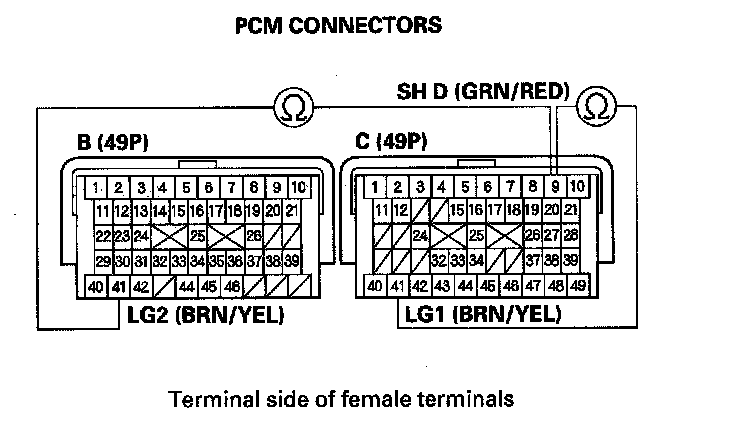 PCM CONNECTORS
SH D (GRN/RED)
Ω Ω
B (49P) C (49P)
1 2 3 4 5 6 7 8 9 10
11 12 13 14 15 16 17 18 19 20 21
22 23 24 25 26
29 30 31 32 33 34 35 36 37 38 39
40 41 42 44 45 46
1 2 3 4 5 6 7 8 9 10
11 12 15 16 17 18 19 20 21
24 25 26 27 28
32 33 34 37 38 39
40 41 42 43 44 45 46 47 48 49
LG2 (BRN/YEL) LG1 (BRN/YEL)
Terminal side of female terminals